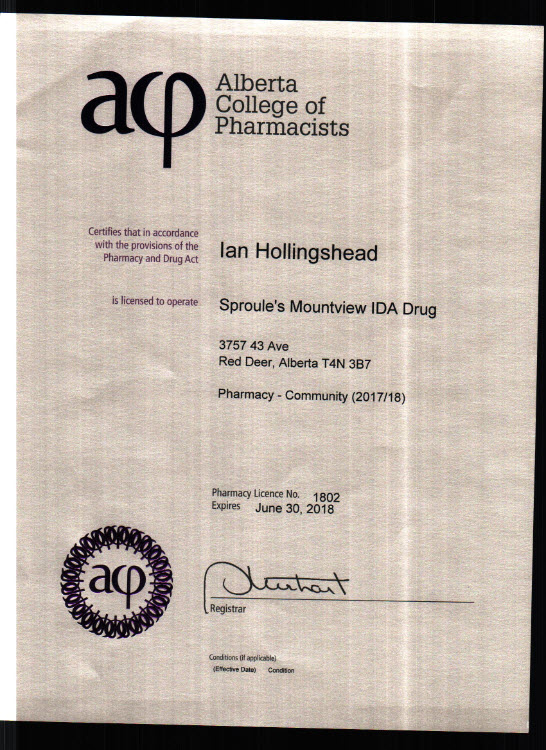 acp
Alberta
College of
Pharmacists
Certifies that in accordance
with the provisions of the
Pharmacy and Drug Act
Ian Hollingshead
is licensed to operate
Sproule's Mountview IDA Drug
3757 43 Ave
Red Deer, Alberta T4N 3B7
Pharmacy - Community (2017/18)
Pharmacy Licence No. 1802
Expires June 30, 2018
acp
Registrar
Conditions (if applicable)
(Effective Date) Condition